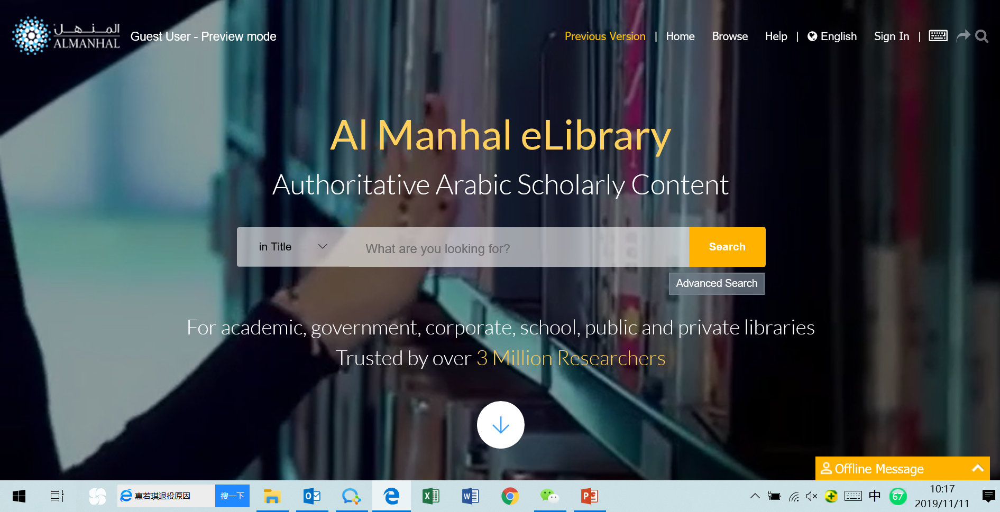 المنهل
ALMANHAL
Guest User - Preview mode
Previous Version | Home Browse Help | English Sign In |
Al Manhal eLibrary
Authoritative Arabic Scholarly Content
in Title What are you looking for? Search
Advanced Search
For academic, government, corporate, school, public and private libraries
Trusted by over 3 Million Researchers
Offline Message
惠若琪退役原因 搜一下
中 67
10:17
2019/11/11